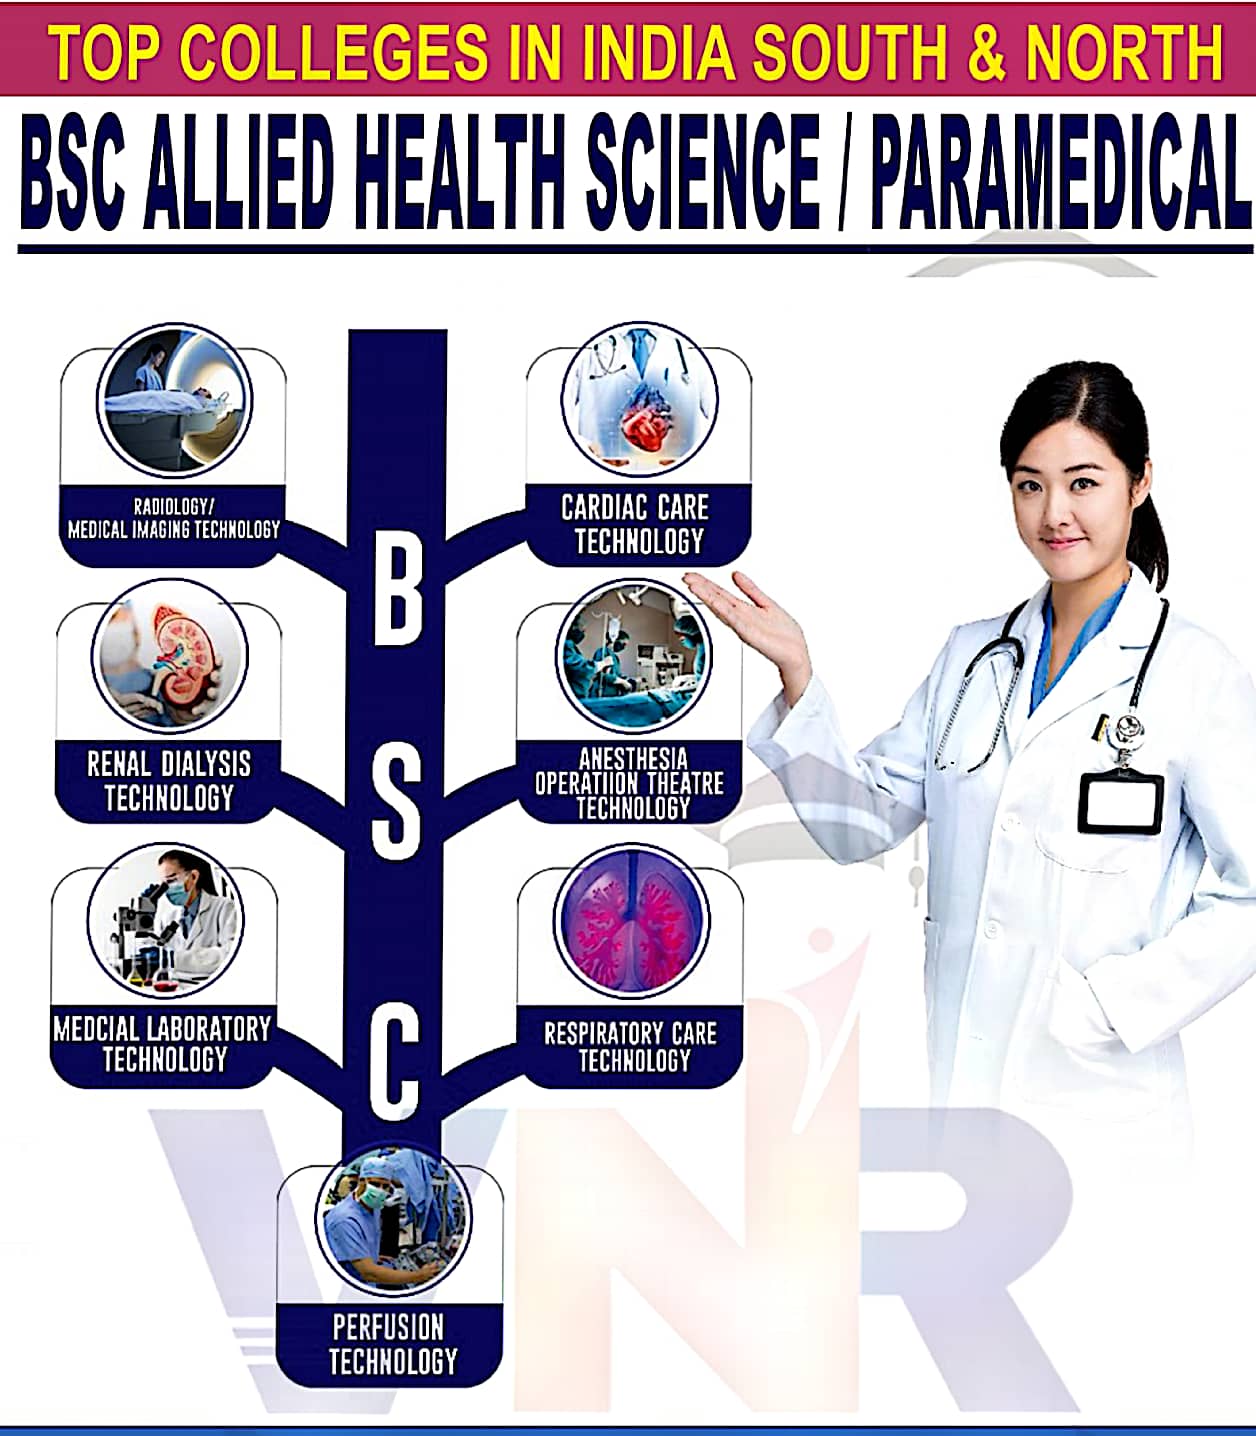 TOP COLLEGES IN INDIA SOUTH & NORTH
BSC ALLIED HEALTH SCIENCE / PARAMEDICAL
RADIOLOGY/
MEDICAL IMAGING TECHNOLOGY
CARDIAC CARE
TECHNOLOGY
RENAL DIALYSIS
TECHNOLOGY
ANESTHESIA
OPERATIION THEATRE
TECHNOLOGY
MEDCIAL LABORATORY
TECHNOLOGY
RESPIRATORY CARE
TECHNOLOGY
PERFUSION
TECHNOLOGY
B
S
C
VNR